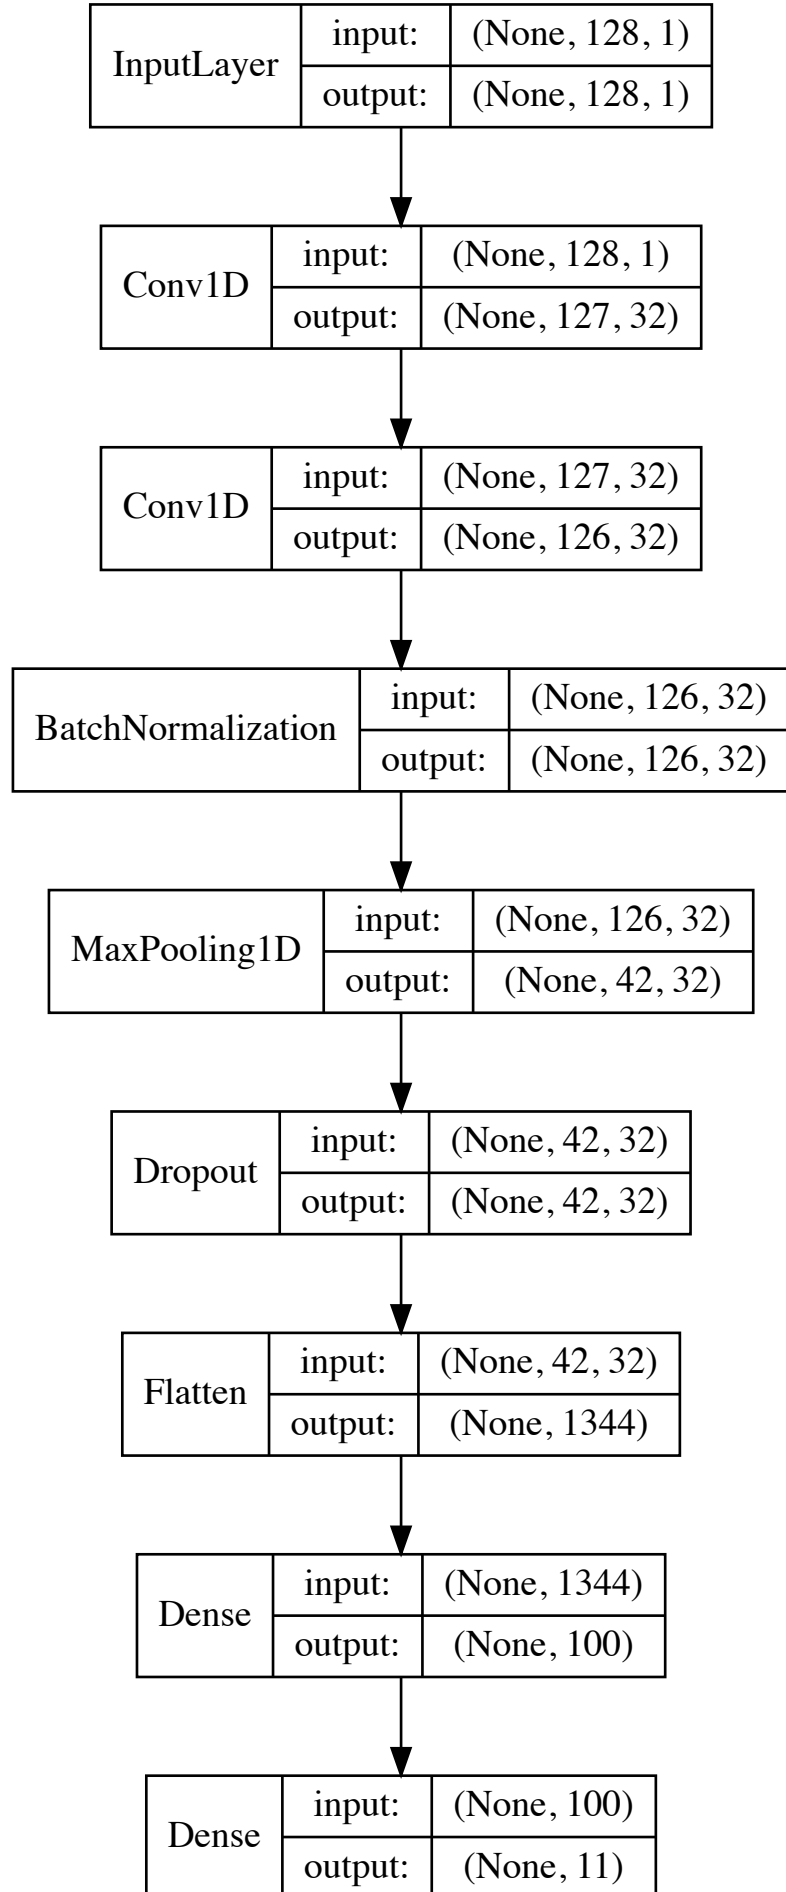 InputLayer
input: (None, 128, 1)
output: (None, 128, 1)
Conv1D
input: (None, 128, 1)
output: (None, 127, 32)
Conv1D
input: (None, 127, 32)
output: (None, 126, 32)
BatchNormalization
input: (None, 126, 32)
output: (None, 126, 32)
MaxPooling1D
input: (None, 126, 32)
output: (None, 42, 32)
Dropout
input: (None, 42, 32)
output: (None, 42, 32)
Flatten
input: (None, 42, 32)
output: (None, 1344)
Dense
input: (None, 1344)
output: (None, 100)
Dense
input: (None, 100)
output: (None, 11)